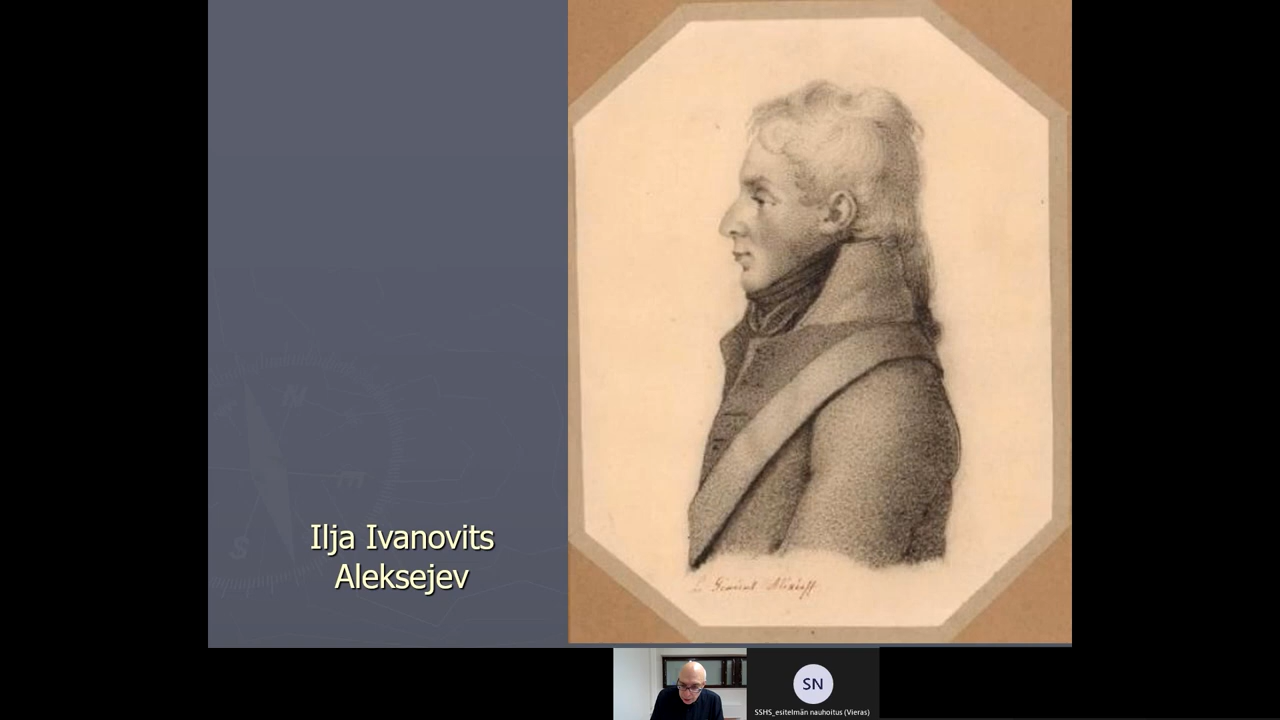 Ilja Ivanovits
Aleksejev
N
S
SN
SSHS_esitelmän nauhoitus (Vieras)